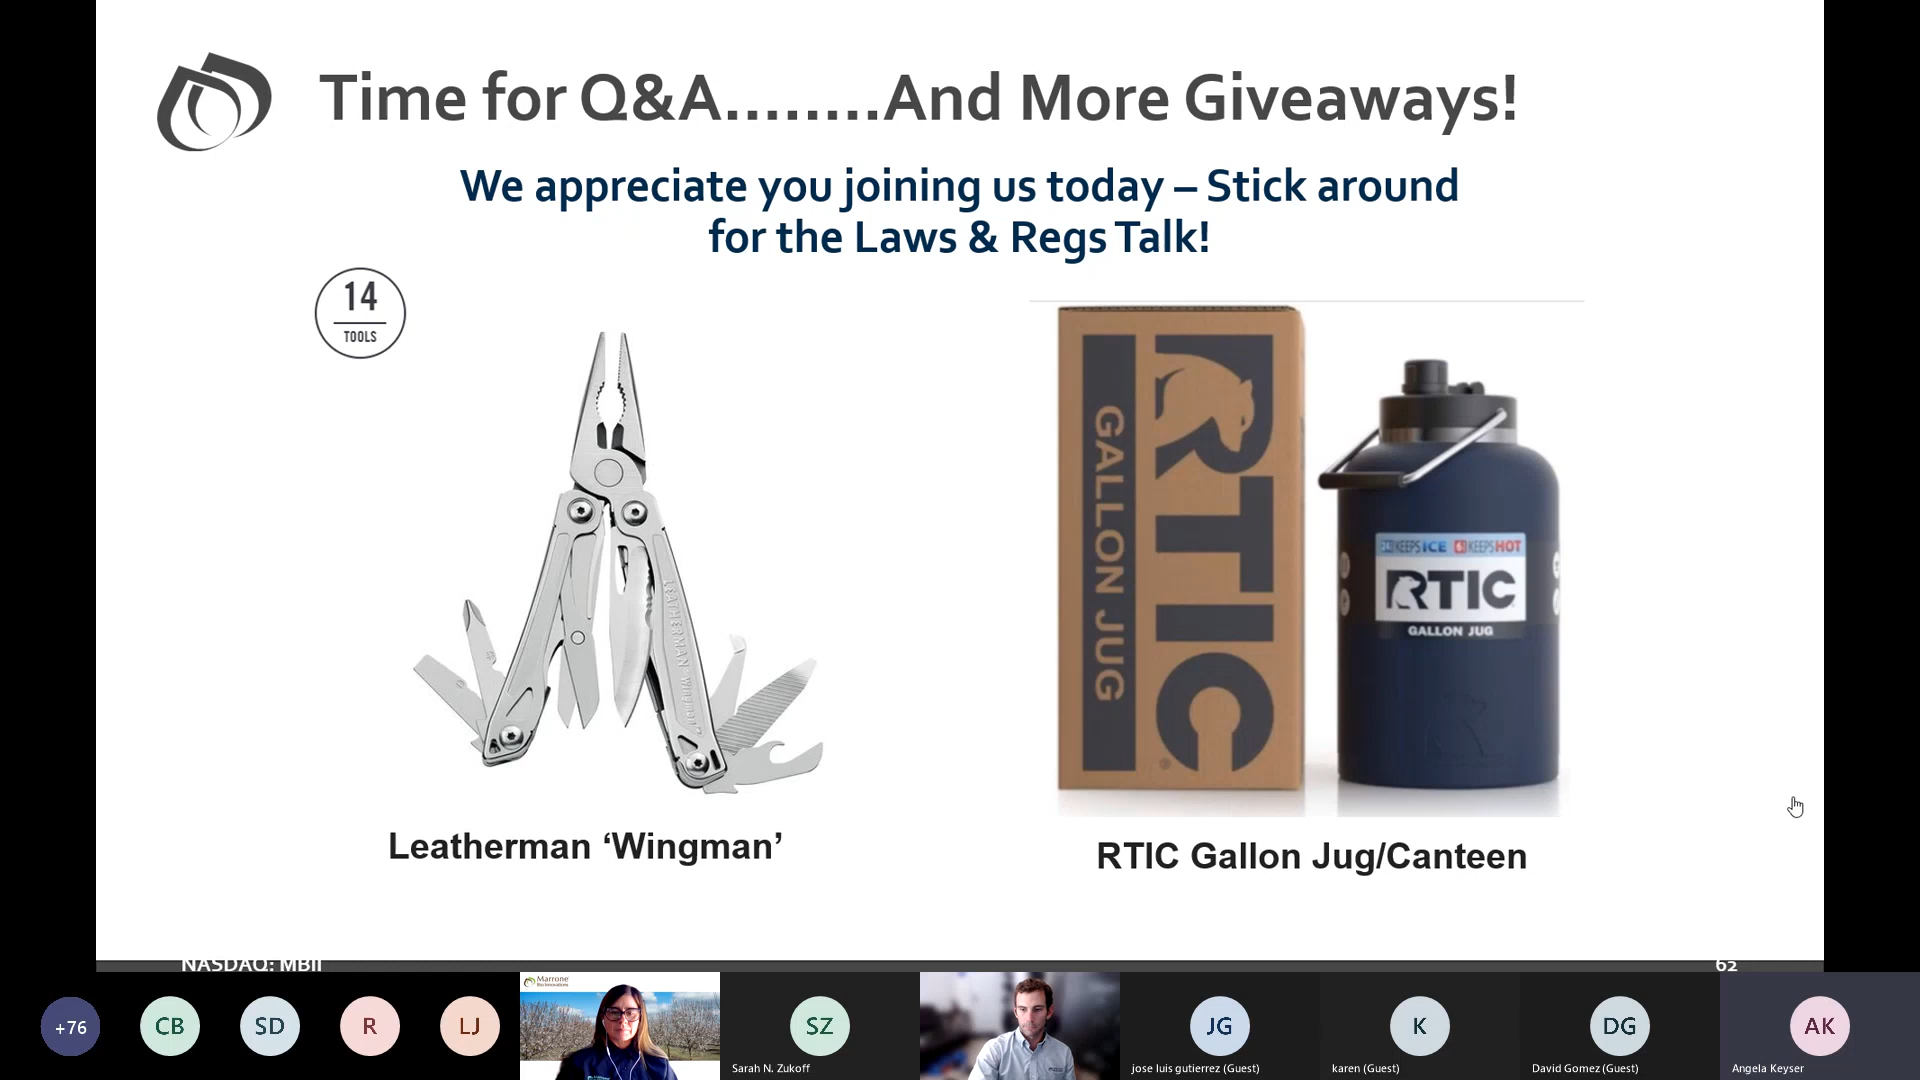 Time for Q&A........And More Giveaways!
We appreciate you joining us today – Stick around
for the Laws & Regs Talk!
14
TOOLS
LEATHERMAN Wingman
GALLON JUG
RTIC
KEEPS ICE KEEPS HOT
RTIC
GALLON JUG
Leatherman ‘Wingman’
RTIC Gallon Jug/Canteen
NASDAQ: MBII
62
+76
CB
SD
R
LJ
Marrone
Bio Innovations
SZ
Sarah N. Zukoff
JG
jose luis gutierrez (Guest)
K
karen (Guest)
DG
David Gomez (Guest)
AK
Angela Keyser